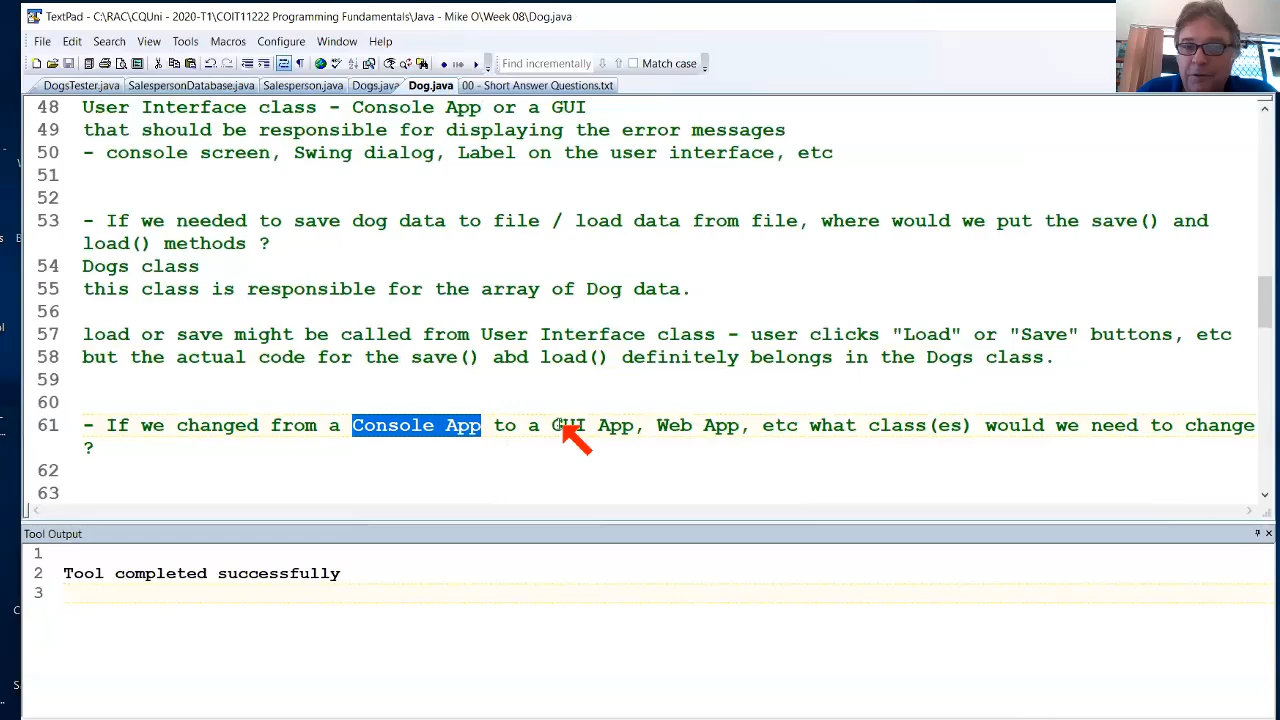 TextPad - C:\RAC\CQUni - 2020-T1\COIT11222 Programming Fundamentals\Java - Mike O\Week 08\Dog.java
File Edit Search View Tools Macros Configure Window Help
Find incrementally Match case
DogsTester.java SalespersonDatabase.java Salesperson.java Dogs.java Dog.java 00 - Short Answer Questions.txt
48 User Interface class - Console App or a GUI
49 that should be responsible for displaying the error messages
50 - console screen, Swing dialog, Label on the user interface, etc
51
52
53 - If we needed to save dog data to file / load data from file, where would we put the save() and
load() methods ?
54 Dogs class
55 this class is responsible for the array of Dog data.
56
57 load or save might be called from User Interface class - user clicks "Load" or "Save" buttons, etc
58 but the actual code for the save() abd load() definitely belongs in the Dogs class.
59
60
61 - If we changed from a Console App to a GUI App, Web App, etc what class(es) would we need to change
?
62
63
Tool Output
1
2 Tool completed successfully
3